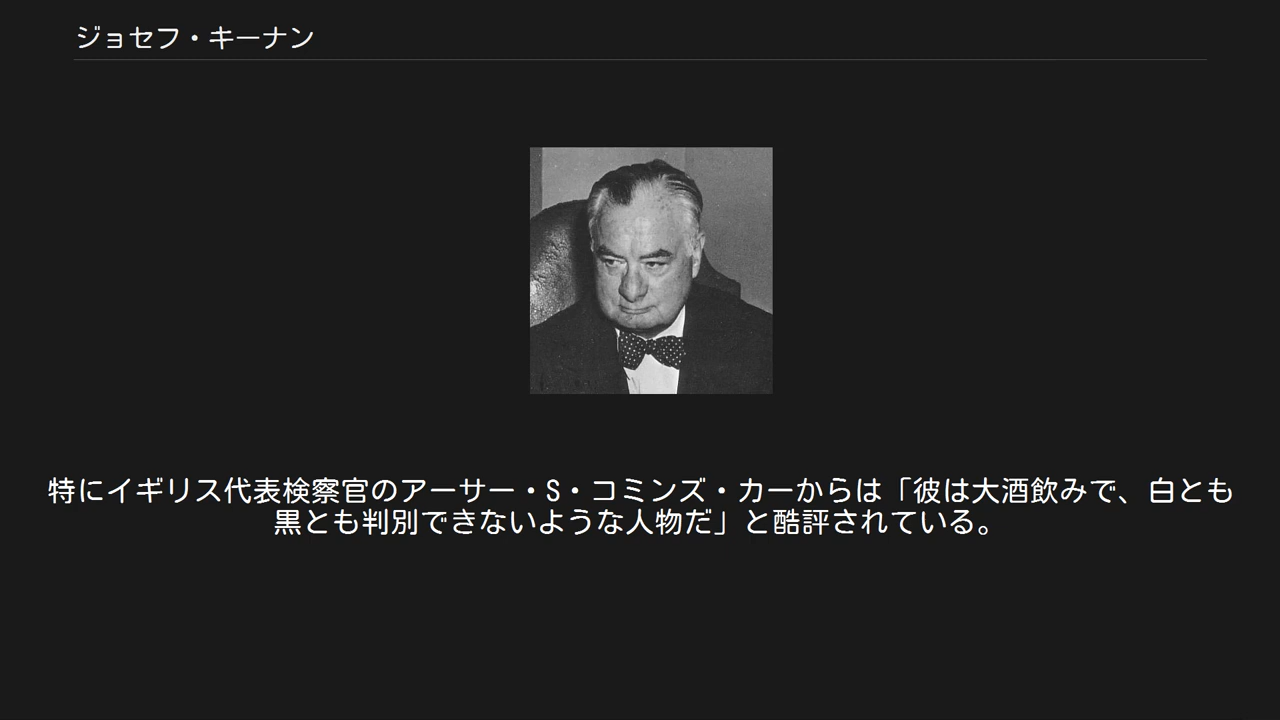 ジョセフ・キーナン
特にイギリス代表検察官のアーサー・S・コミンズ・カーからは「彼は大酒飲みで、白とも
黒とも判別できないような人物だ」と酷評されている。